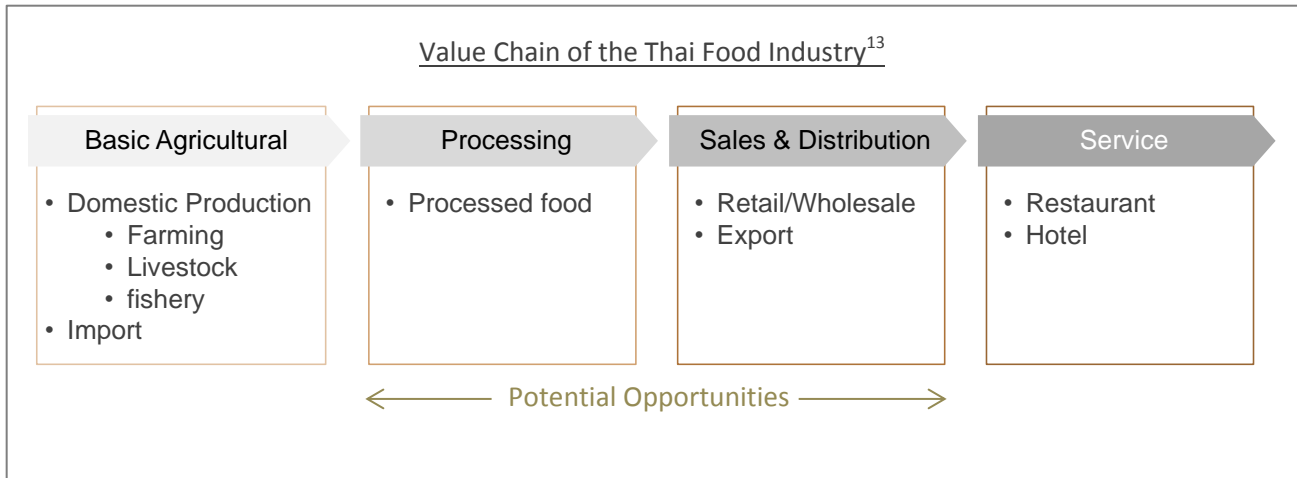 Value Chain of the Thai Food Industry13
Basic Agricultural
• Domestic Production
• Farming
• Livestock
• fishery
• Import
Processing
• Processed food
Sales & Distribution
• Retail/Wholesale
• Export
Service
• Restaurant
• Hotel
Potential Opportunities